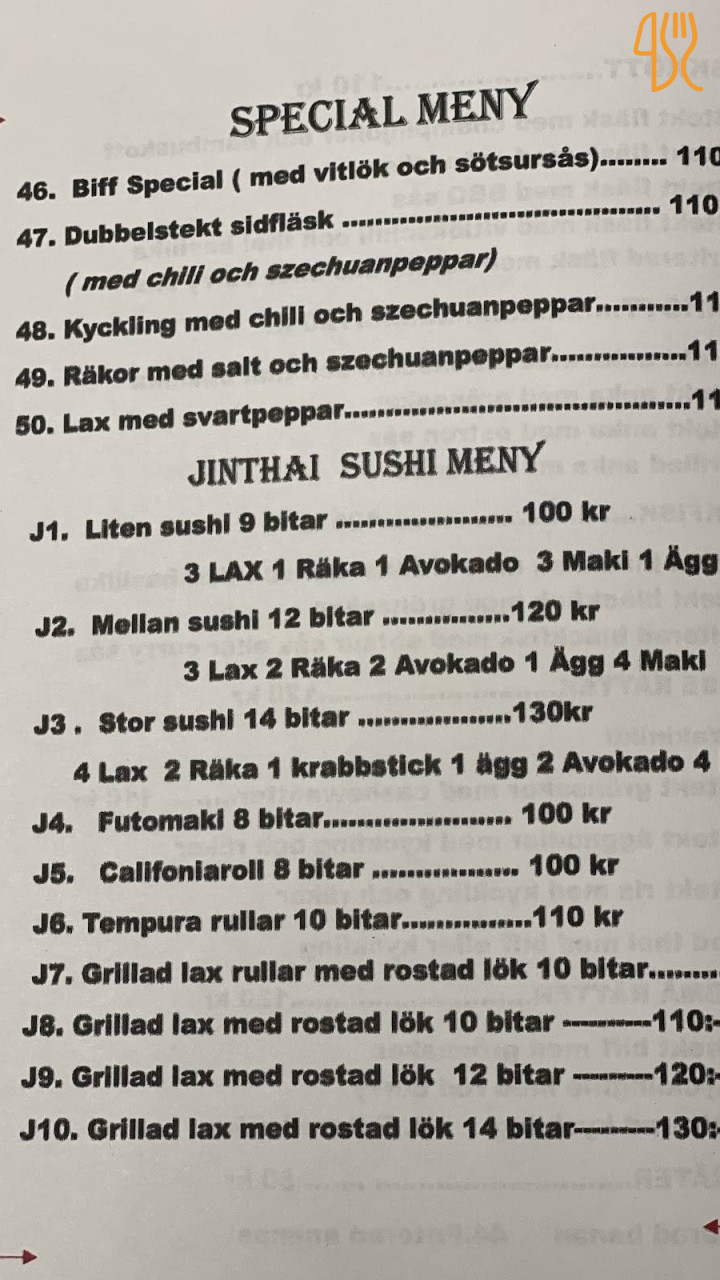 SPECIAL MENY
46. Biff Special ( med vitlök och sötsursås)........ 110
47. Dubbelstekt sidfläsk ...................................... 110
( med chili och szechuanpeppar)
48. Kyckling med chili och szechuanpeppar...........11
49. Räkor med salt och szechuanpeppar................11
50. Lax med svartpeppar.........................................11
JINTHAI SUSHI MENY
J1. Liten sushi 9 bitar ..................... 100 kr
3 LAX 1 Räka 1 Avokado 3 Maki 1 Ägg
J2. Mellan sushi 12 bitar ...............120 kr
3 Lax 2 Räka 2 Avokado 1 Ägg 4 Maki
J3 . Stor sushi 14 bitar ..................130kr
4 Lax 2 Räka 1 krabbstick 1 ägg 2 Avokado 4
J4. Futomaki 8 bitar...................... 100 kr
J5. Califoniaroll 8 bitar ................. 100 kr
J6. Tempura rullar 10 bitar...............110 kr
J7. Grillad lax rullar med rostad lök 10 bitar........
J8. Grillad lax med rostad lök 10 bitar ----------110:-
J9. Grillad lax med rostad lök 12 bitar ---------120:-
J10. Grillad lax med rostad lök 14 bitar---------130:-